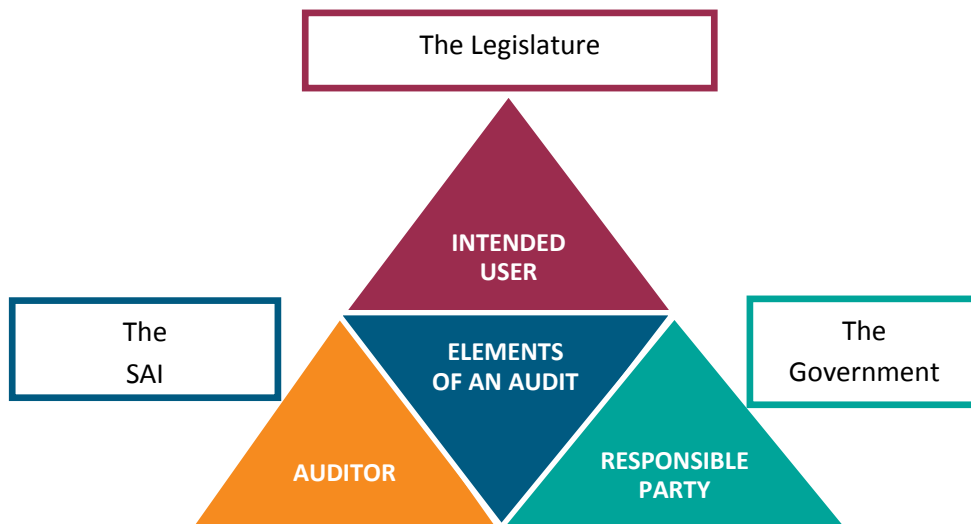 The Legislature
INTENDED
USER
The
SAI
ELEMENTS
OF AN AUDIT
The
Government
AUDITOR
RESPONSIBLE
PARTY